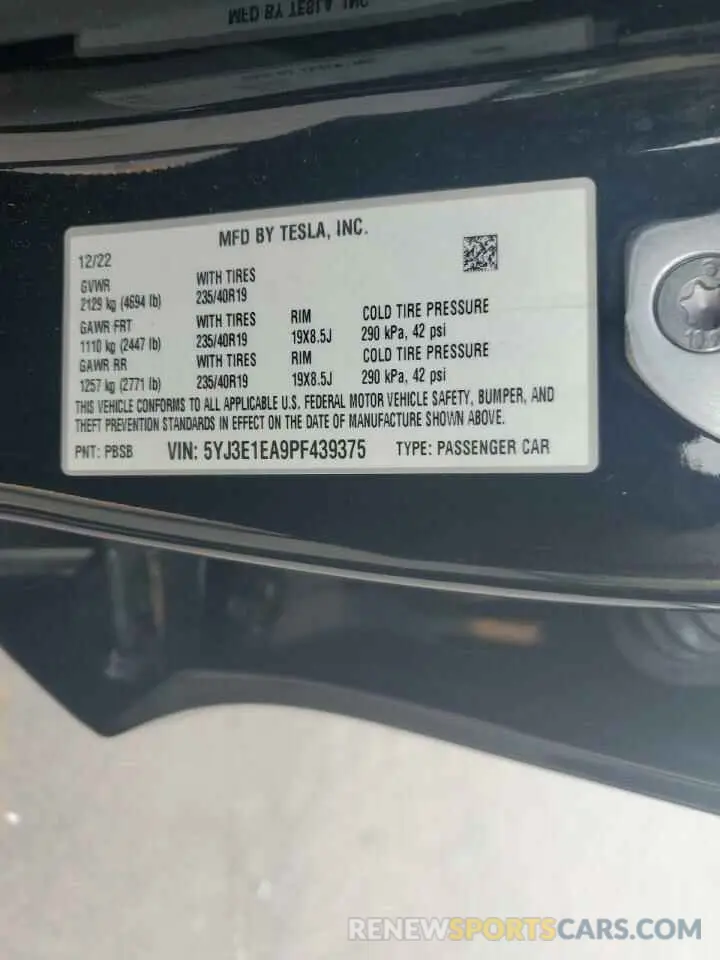 MFD BY TESLA, INC.
12/22
GVWR
2129 kg (4694 lb)
WITH TIRES
235/40R19
GAWR FRT
1110 kg (2447 lb)
WITH TIRES
235/40R19
RIM
19X8.5J
COLD TIRE PRESSURE
290 kPa, 42 psi
GAWR RR
1257 kg (2771 lb)
WITH TIRES
235/40R19
RIM
19X8.5J
COLD TIRE PRESSURE
290 kPa, 42 psi
THIS VEHICLE CONFORMS TO ALL APPLICABLE U.S. FEDERAL MOTOR VEHICLE SAFETY, BUMPER, AND
THEFT PREVENTION STANDARDS IN EFFECT ON THE DATE OF MANUFACTURE SHOWN ABOVE.
PNT: PBSB VIN: 5YJ3E1EA9PF439375 TYPE: PASSENGER CAR
RENEWSPORTSCARS.COM